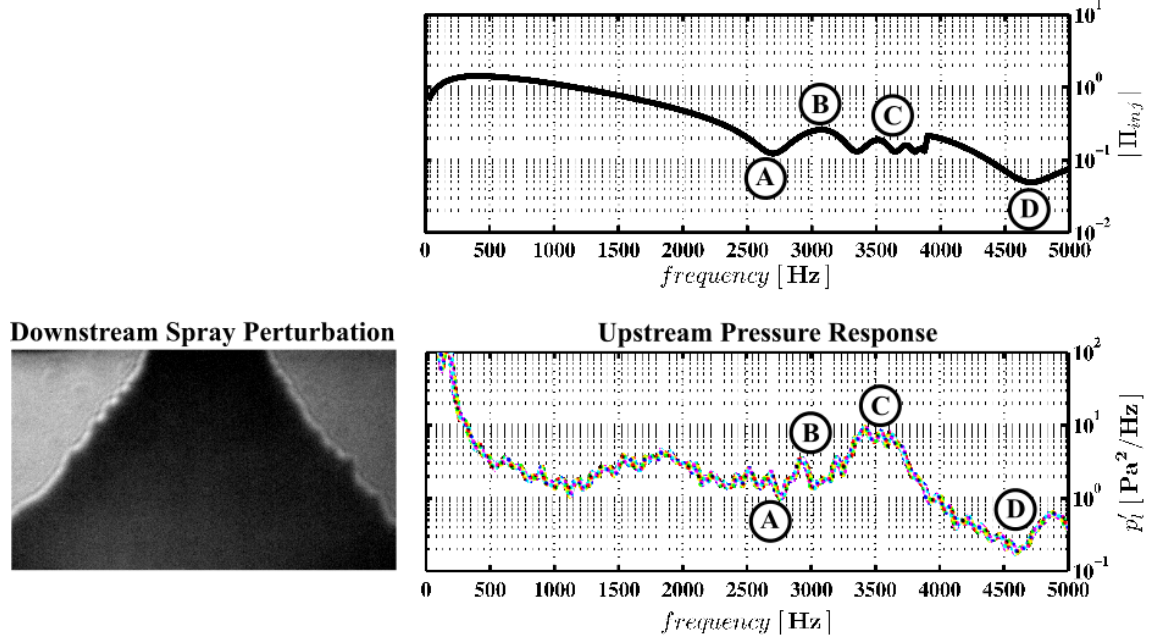 10^1
10^0
10^-1
10^-2
| Π_inj |
A
B
C
D
0 500 1000 1500 2000 2500 3000 3500 4000 4500 5000
frequency [ Hz ]
Downstream Spray Perturbation
Upstream Pressure Response
10^2
10^1
10^0
10^-1
p'_l [ Pa²/Hz ]
A
B
C
D
0 500 1000 1500 2000 2500 3000 3500 4000 4500 5000
frequency [ Hz ]